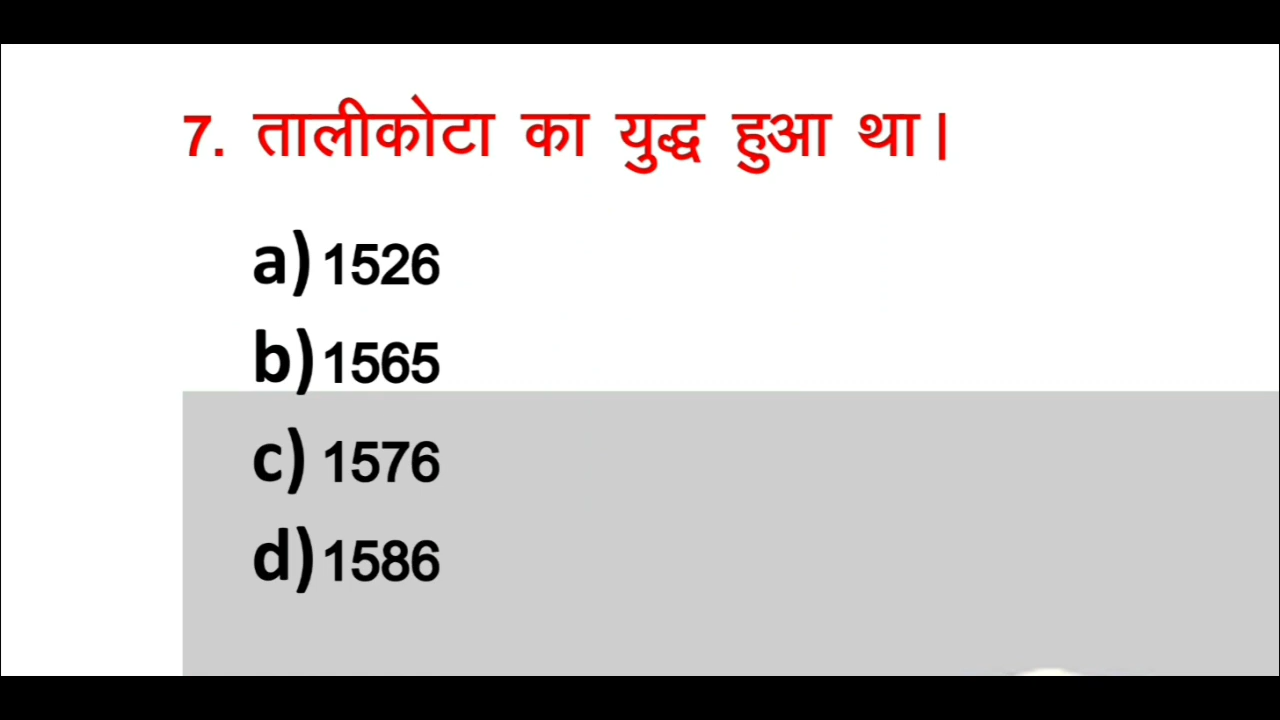 7. तालीकोटा का युद्ध हुआ था|
a) 1526
b) 1565
c) 1576
d) 1586